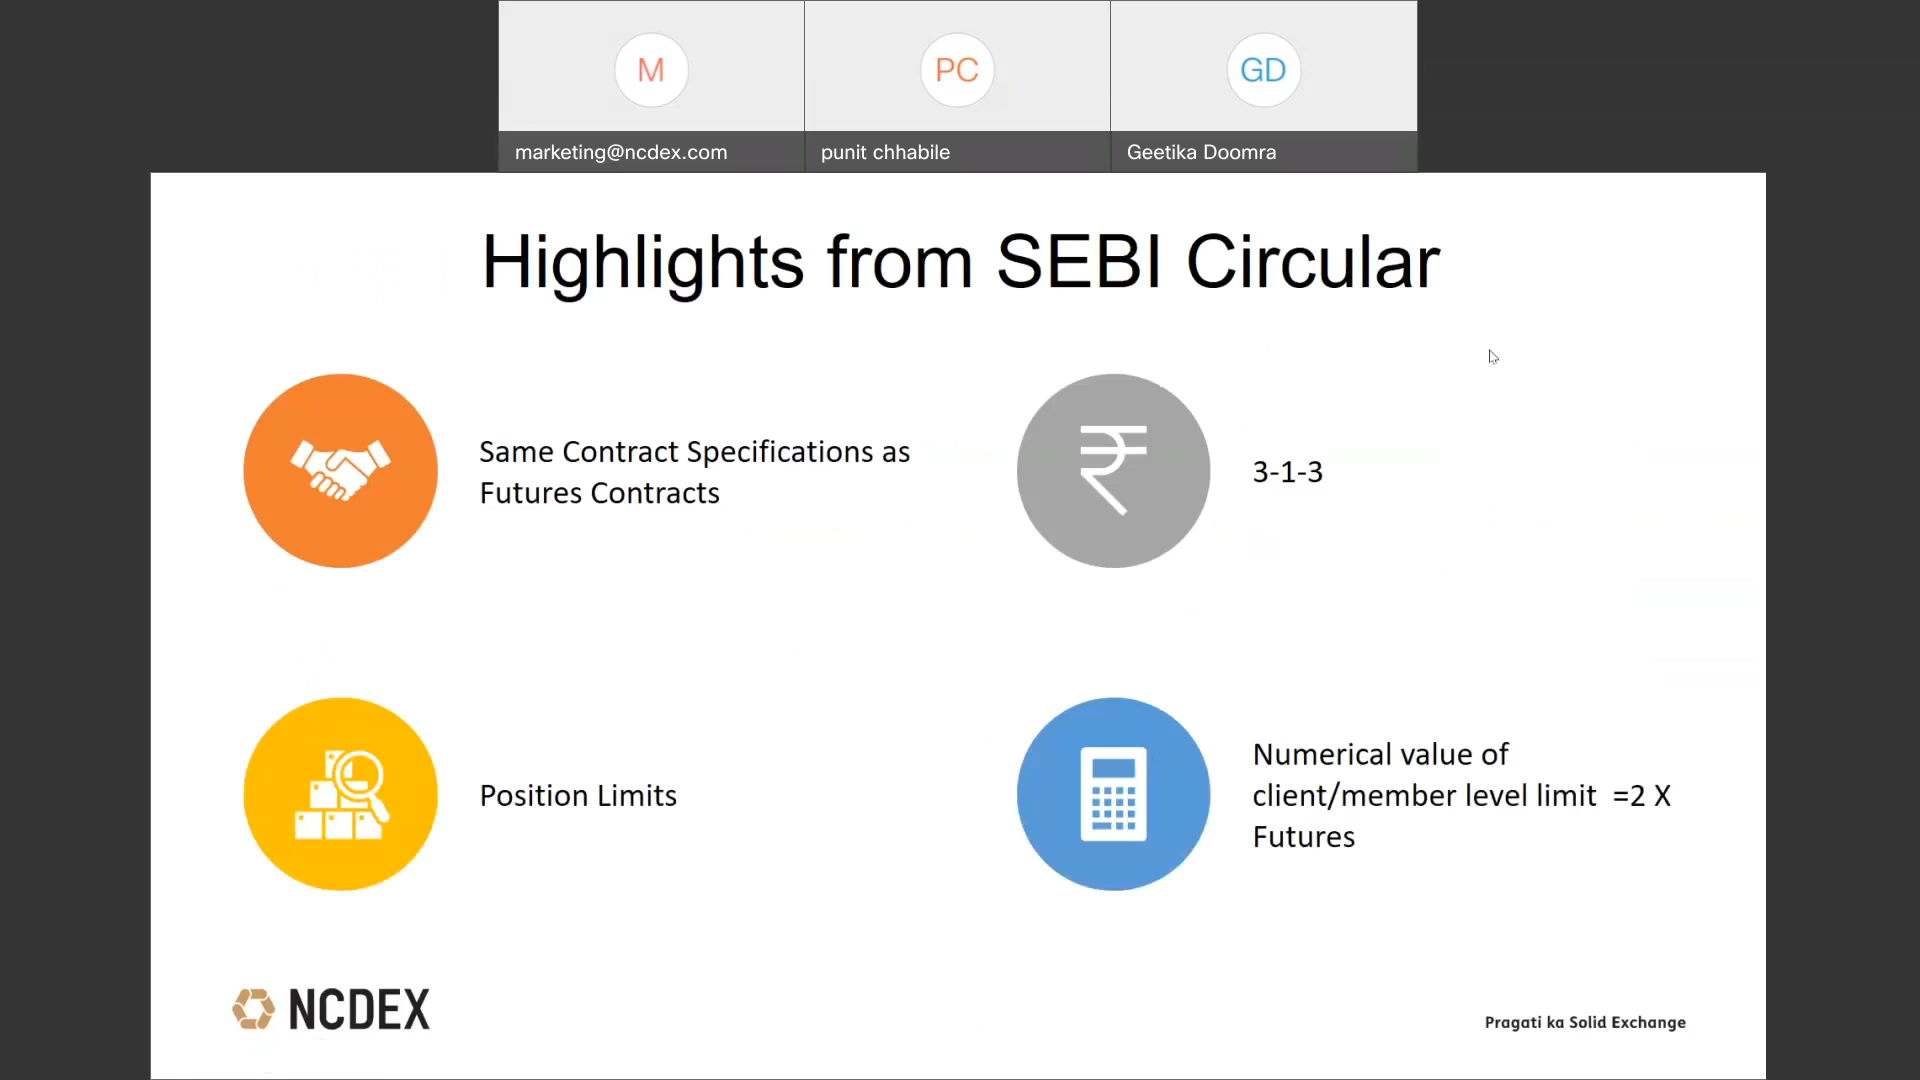 M
PC
GD
marketing@ncdex.com
punit chhabile
Geetika Doomra
Highlights from SEBI Circular
Same Contract Specifications as
Futures Contracts
₹
3-1-3
Position Limits
Numerical value of
client/member level limit =2 X
Futures
NCDEX
Pragati ka Solid Exchange